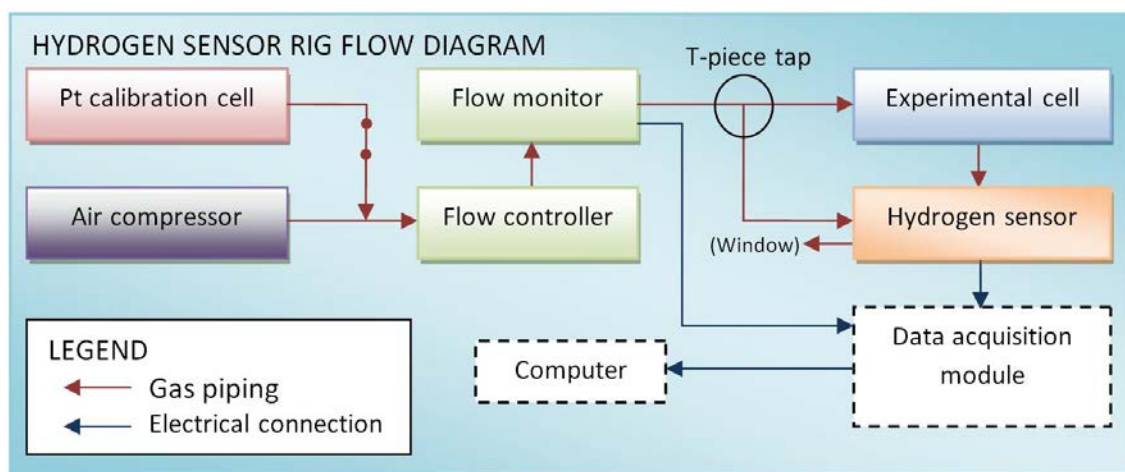 HYDROGEN SENSOR RIG FLOW DIAGRAM
T-piece tap
Pt calibration cell
Flow monitor
Experimental cell
Air compressor
Flow controller
Hydrogen sensor
(Window)
Data acquisition
module
Computer
LEGEND
Gas piping
Electrical connection